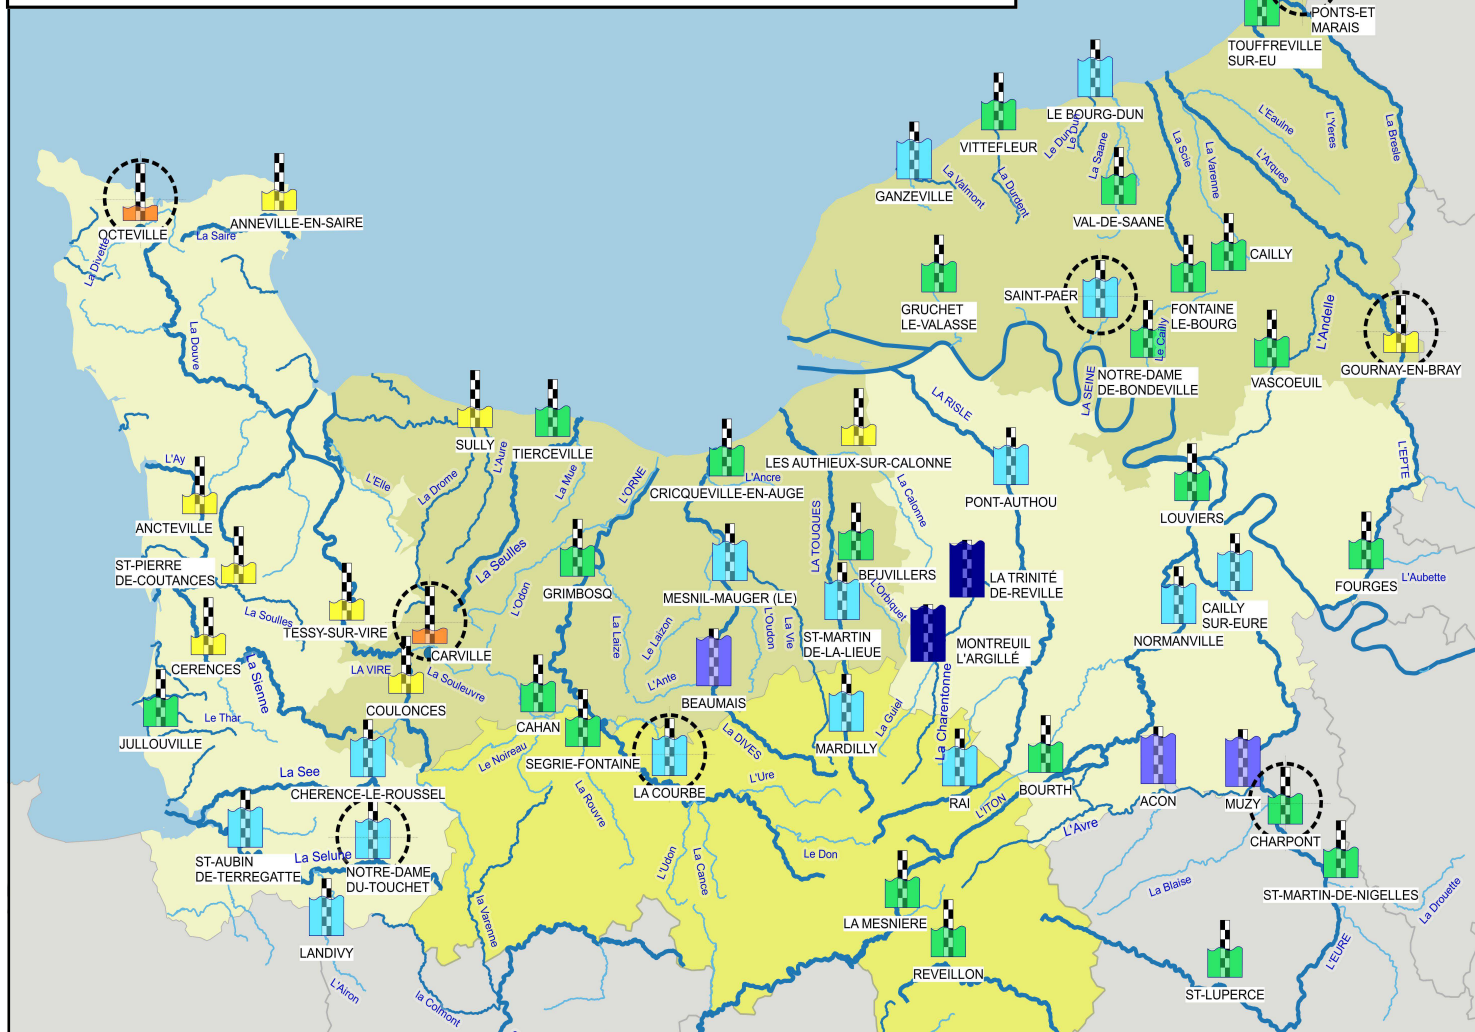 PONTS-ET
MARAIS
TOUFFREVILLE
SUR-EU
LE BOURG-DUN
VITTEFLEUR
Le Dun
Le Dun
La Saane
La Scie
La Varenne
L'Eaulne
L'Arques
L'Yeres
La Bresle
GANZEVILLE
La Valmont
La Durdent
VAL-DE-SAANE
OCTEVILLE
ANNEVILLE-EN-SAIRE
La Saire
La Divette
CAILLY
SAINT-PAER
GRUCHET
LE-VALASSE
FONTAINE
LE-BOURG
Le Cailly
L'Andelle
La Douve
NOTRE-DAME
DE-BONDEVILLE
VASCOEUIL
GOURNAY-EN-BRAY
LA SEINE
LA RISLE
SULLY
TIERCEVILLE
L'Aure
LES AUTHIEUX-SUR-CALONNE
L'EPTE
L'Ay
L'Elle
La Drome
La Mue
L'ORNE
CRICQUEVILLE-EN-AUGE
L'Ancre
La Calonne
PONT-AUTHOU
ANCTEVILLE
LOUVIERS
LA TOUQUES
ST-PIERRE
DE-COUTANCES
La Seulles
BEUVILLERS
LA TRINITÉ
DE-REVILLE
FOURGES
L'Aubette
GRIMBOSQ
MESNIL-MAUGER (LE)
L'Odon
L'Orbiquet
La Soulles
TESSY-SUR-VIRE
CARVILLE
La Laize
Le Laizon
L'Oudon
La Vie
ST-MARTIN
DE-LA-LIEUE
CAILLY
SUR-EURE
NORMANVILLE
MONTREUIL
L'ARGILLÉ
CERENCES
La Sienne
LA VIRE
La Souleuvre
L'Ante
COULONCES
BEAUMAIS
La Guiel
La Charentonne
Le Thar
JULLOUVILLE
CAHAN
SEGRIE-FONTAINE
La DIVES
MARDILLY
Le Noireau
La See
CHERENCE-LE-ROUSSEL
LA COURBE
L'Ure
RAI
BOURTH
ACON
MUZY
L'ITON
La Rouvre
L'Avre
CHARPONT
La Selune
ST-AUBIN
DE-TERREGATTE
NOTRE-DAME
DU-TOUCHET
L'Udon
La Cance
Le Don
La Blaise
ST-MARTIN-DE-NIGELLES
La Drouette
la Varenne
LA MESNIERE
LANDIVY
REVEILLON
L'EURE
L'Airon
la Colmont
ST-LUPERCE